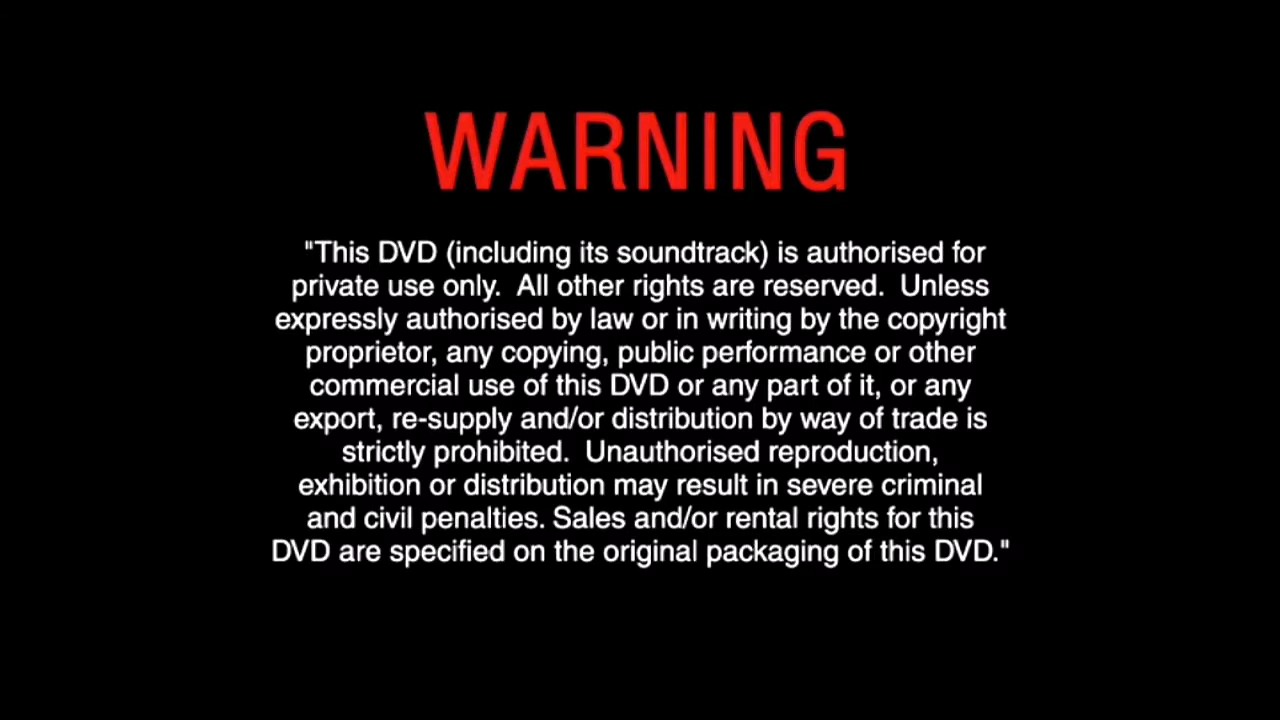 WARNING
"This DVD (including its soundtrack) is authorised for
private use only.  All other rights are reserved.  Unless
expressly authorised by law or in writing by the copyright
proprietor, any copying, public performance or other
commercial use of this DVD or any part of it, or any
export, re-supply and/or distribution by way of trade is
strictly prohibited.  Unauthorised reproduction,
exhibition or distribution may result in severe criminal
and civil penalties. Sales and/or rental rights for this
DVD are specified on the original packaging of this DVD."